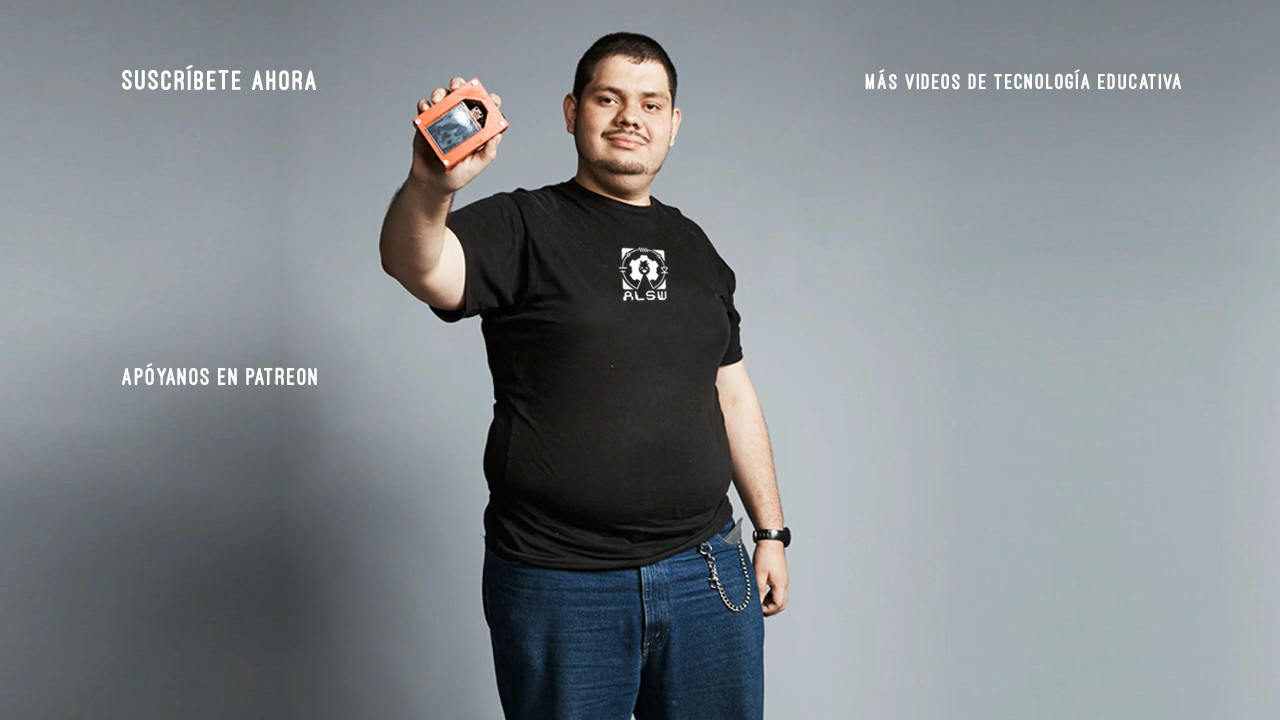 SUSCRÍBETE AHORA
MÁS VIDEOS DE TECNOLOGÍA EDUCATIVA
ALSW
APÓYANOS EN PATREON